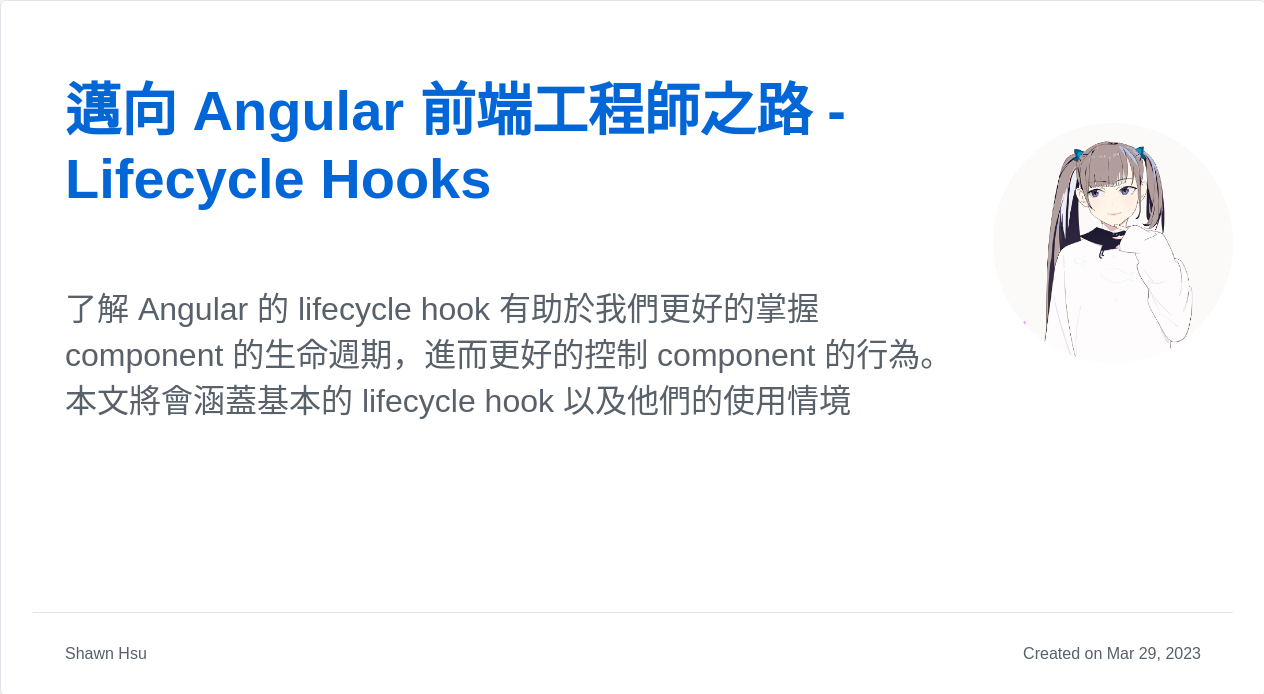 邁向 Angular 前端工程師之路 -
Lifecycle Hooks
了解 Angular 的 lifecycle hook 有助於我們更好的掌握
component 的生命週期，進而更好的控制 component 的行為。
本文將會涵蓋基本的 lifecycle hook 以及他們的使用情境
Shawn Hsu
Created on Mar 29, 2023